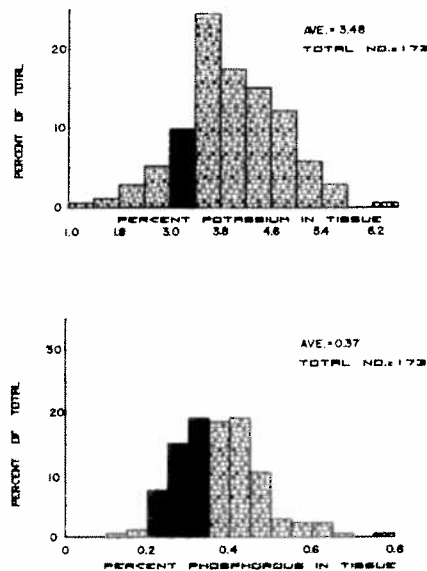 AVE. = 3.48
TOTAL NO.= 173
20
10
0
PERCENT OF TOTAL
PERCENT POTASSIUM IN TISSUE
1.0 1.8 3.0 3.8 4.6 5.4 6.2
AVE. = 0.37
TOTAL NO.= 173
30
20
10
0
PERCENT OF TOTAL
0 0.2 0.4 0.6 0.8
PERCENT PHOSPHOROUS IN TISSUE